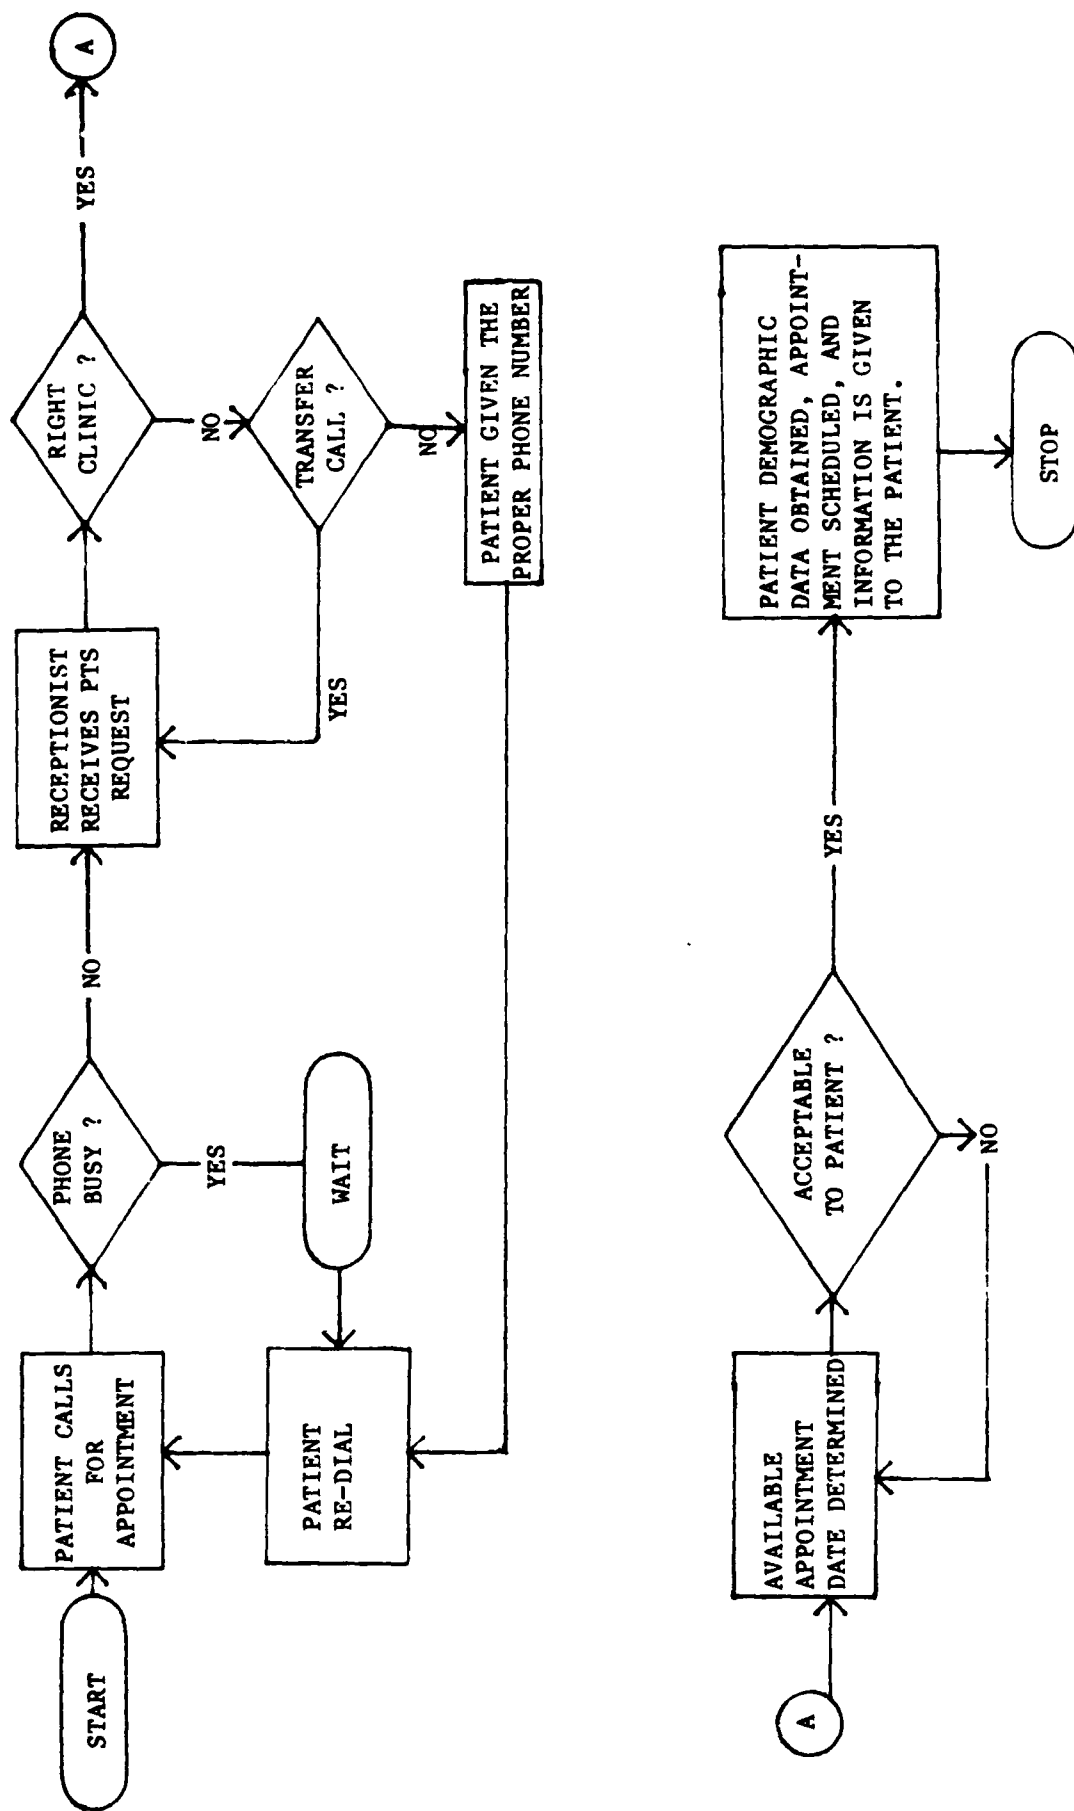 START
PATIENT CALLS
FOR
APPOINTMENT
PHONE
BUSY ?
NO
RECEPTIONIST
RECEIVES PTS
REQUEST
RIGHT
CLINIC ?
YES
A
YES
WAIT
PATIENT
RE-DIAL
NO
TRANSFER
CALL ?
YES
NO
PATIENT GIVEN THE
PROPER PHONE NUMBER
A
AVAILABLE
APPOINTMENT
DATE DETERMINED
ACCEPTABLE
TO PATIENT ?
NO
YES
PATIENT DEMOGRAPHIC
DATA OBTAINED, APPOINT-
MENT SCHEDULED, AND
INFORMATION IS GIVEN
TO THE PATIENT.
STOP